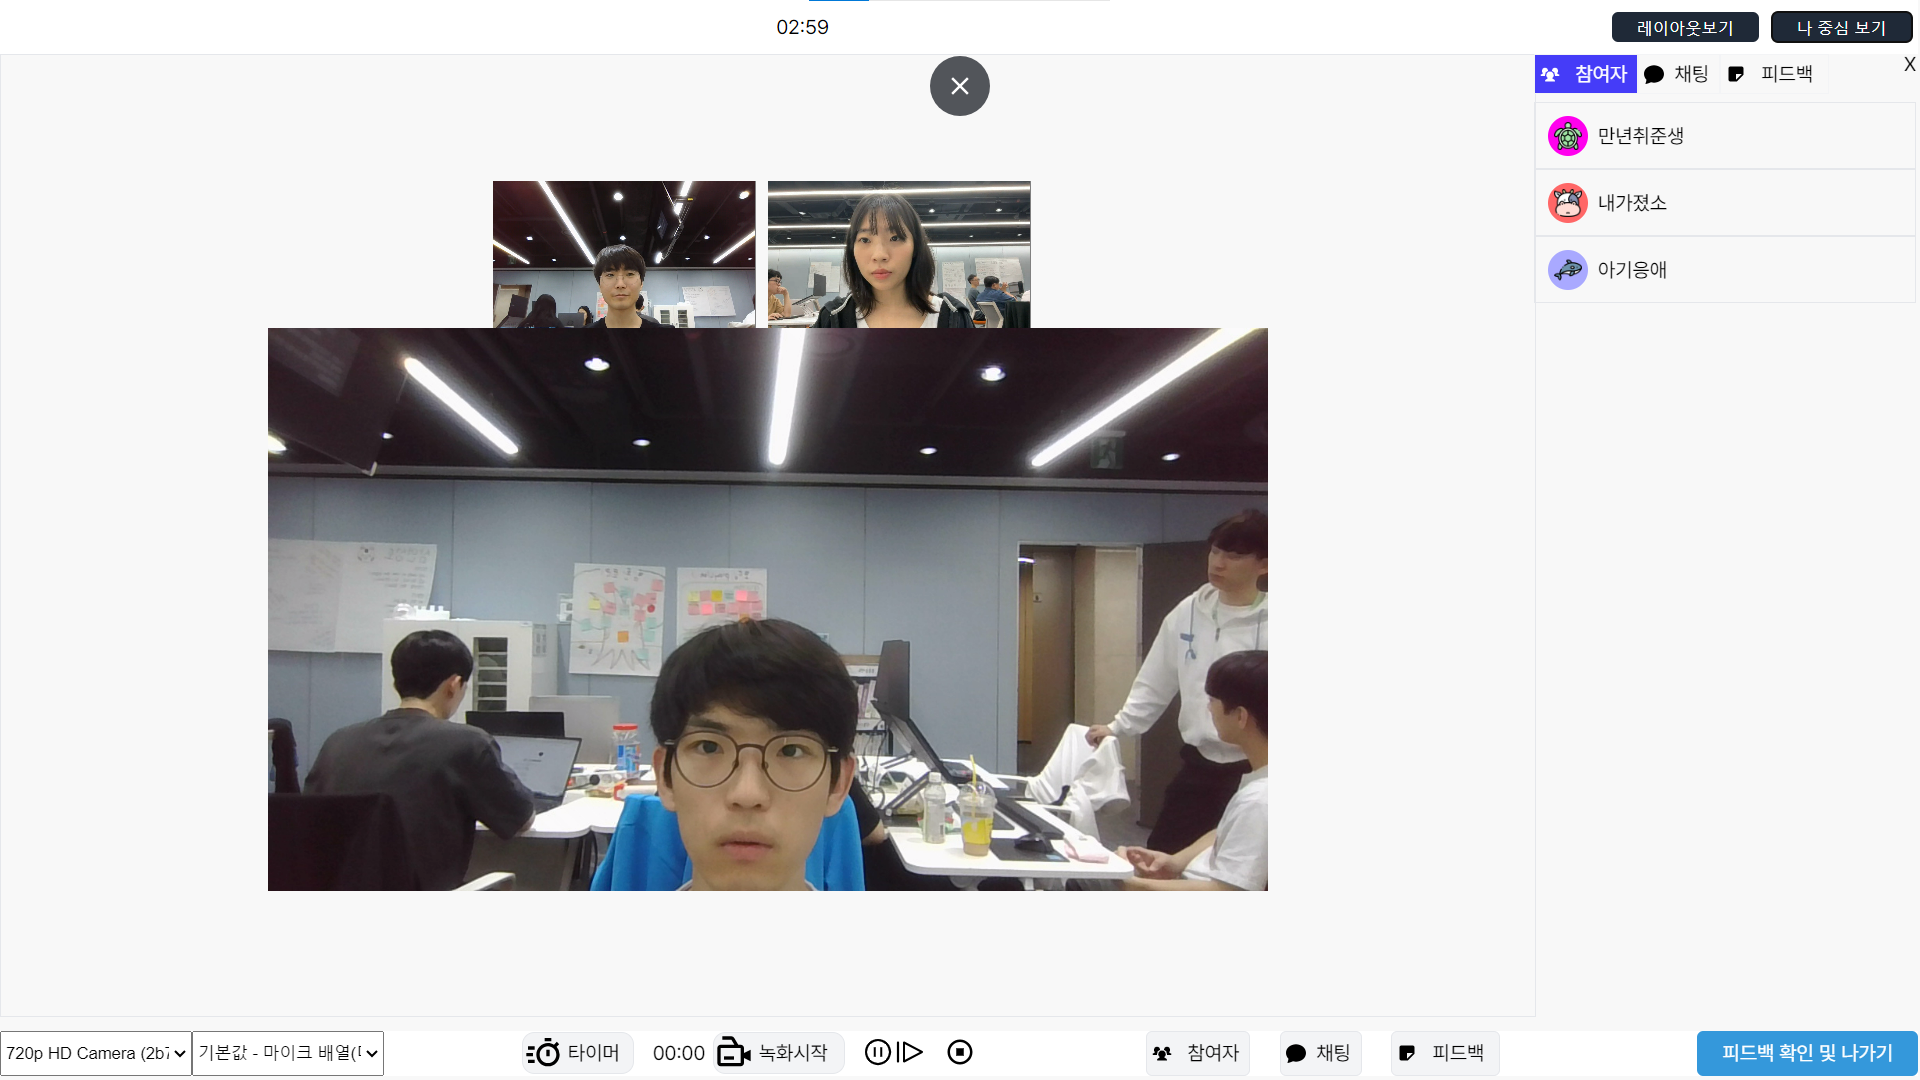 02:59
레이아웃보기
나 중심 보기
참여자
채팅
피드백
X
만년취준생
내가졌소
아기응애
720p HD Camera (2b7
기본값 - 마이크 배열(
타이머
00:00
녹화시작
참여자
채팅
피드백
피드백 확인 및 나가기